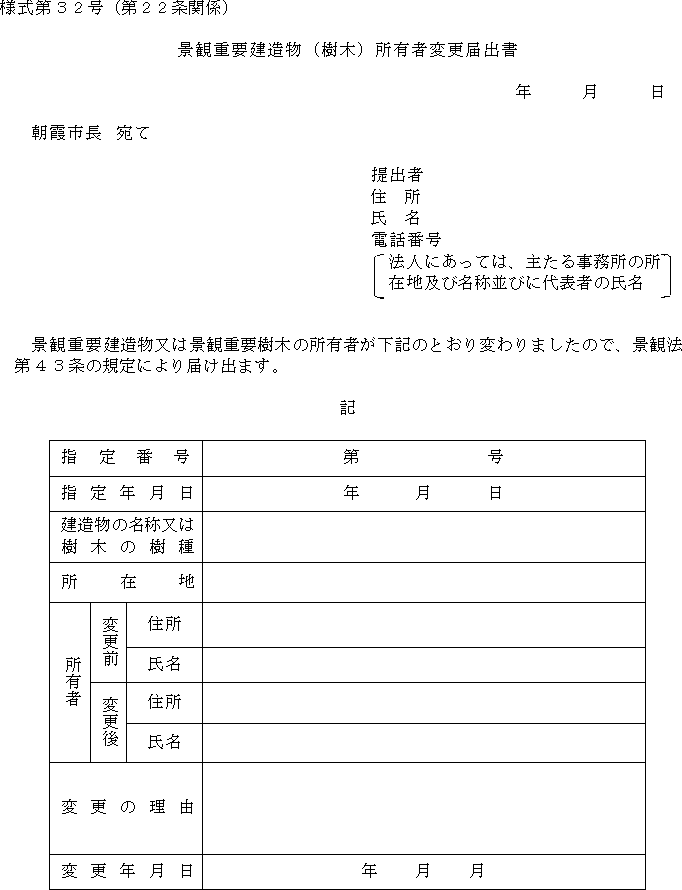 様式第３２号（第２２条関係）
景観重要建造物（樹木）所有者変更届出書
年　月　日
朝霞市長　宛て
提出者
住　所
氏　名
電話番号
法人にあっては、主たる事務所の所
在地及び名称並びに代表者の氏名
景観重要建造物又は景観重要樹木の所有者が下記のとおり変わりましたので、景観法
第４３条の規定により届け出ます。
記
指定番号　第　号
指定年月日　年　月　日
建造物の名称又は
樹木の樹種
所在地
所有者
変更前
住所
氏名
変更後
住所
氏名
変更の理由
変更年月日　年　月　月